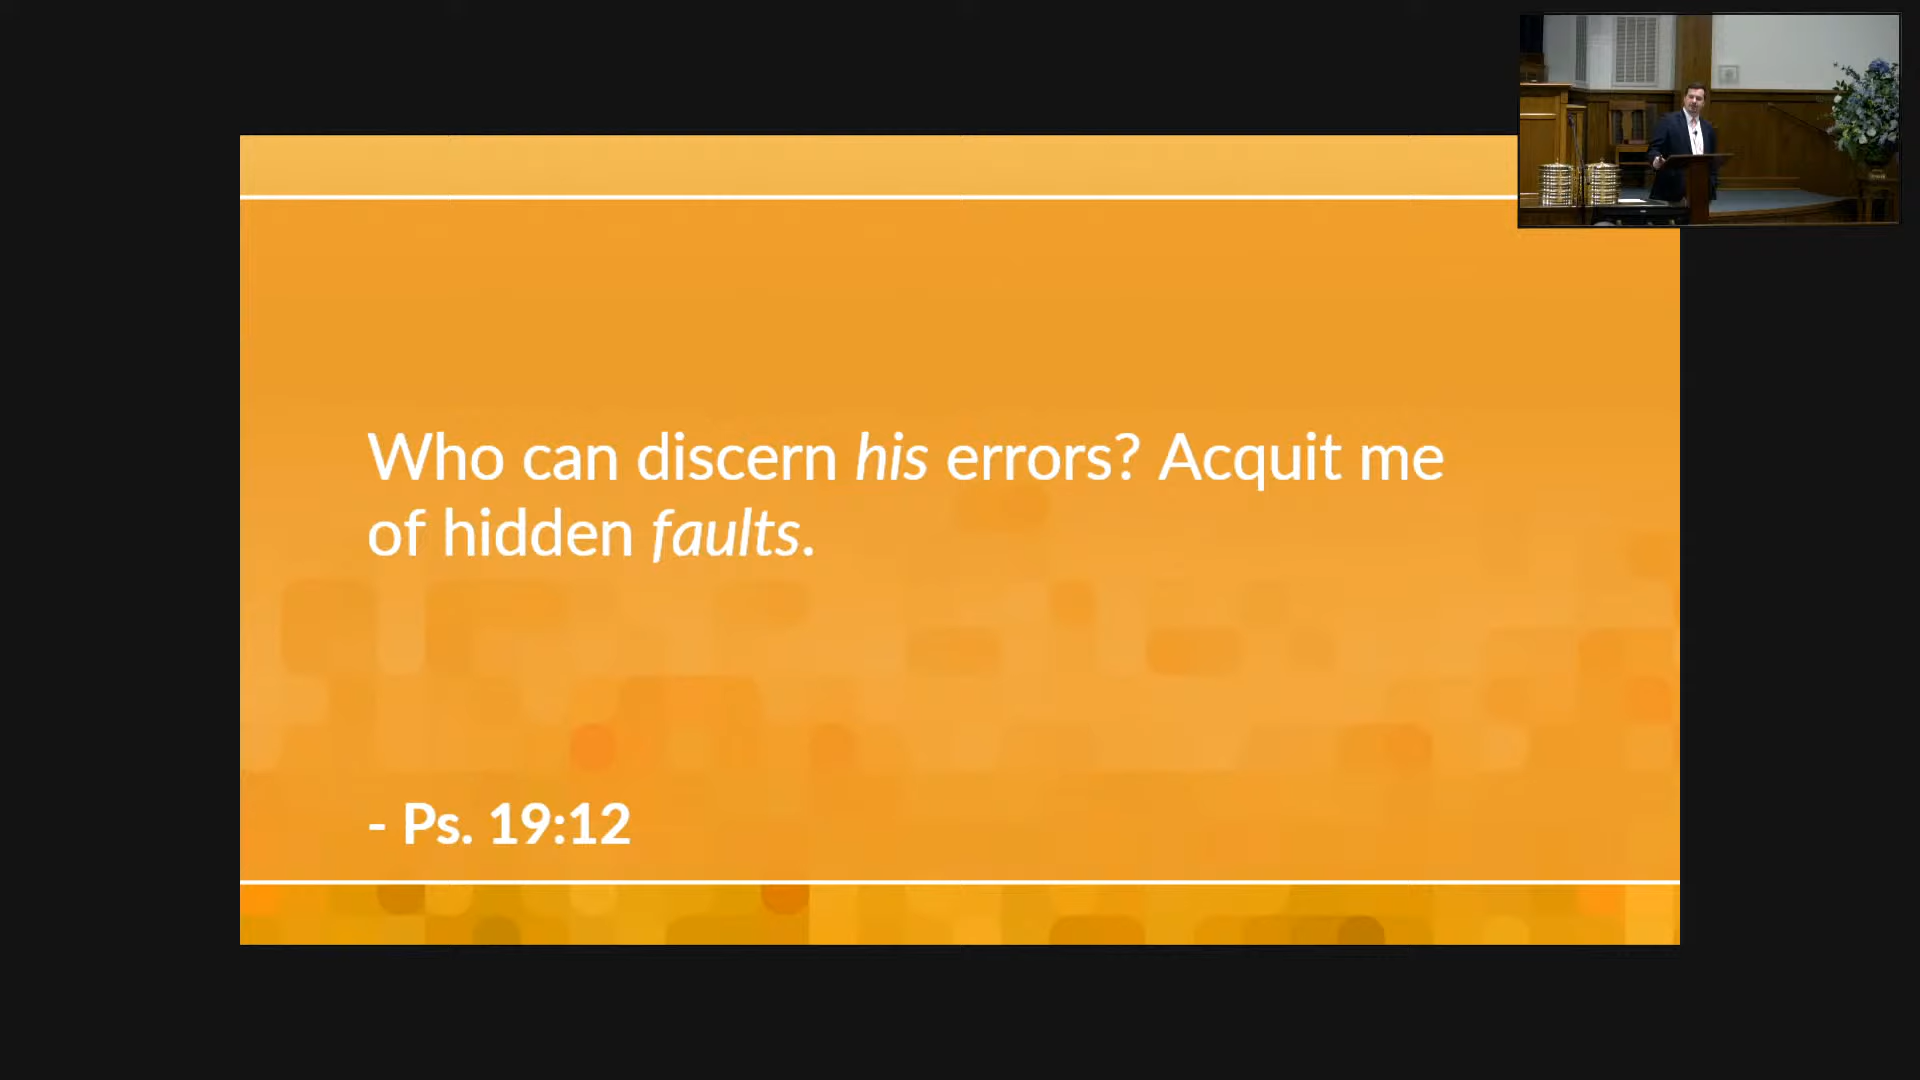 Who can discern his errors? Acquit me
of hidden faults.
- Ps. 19:12